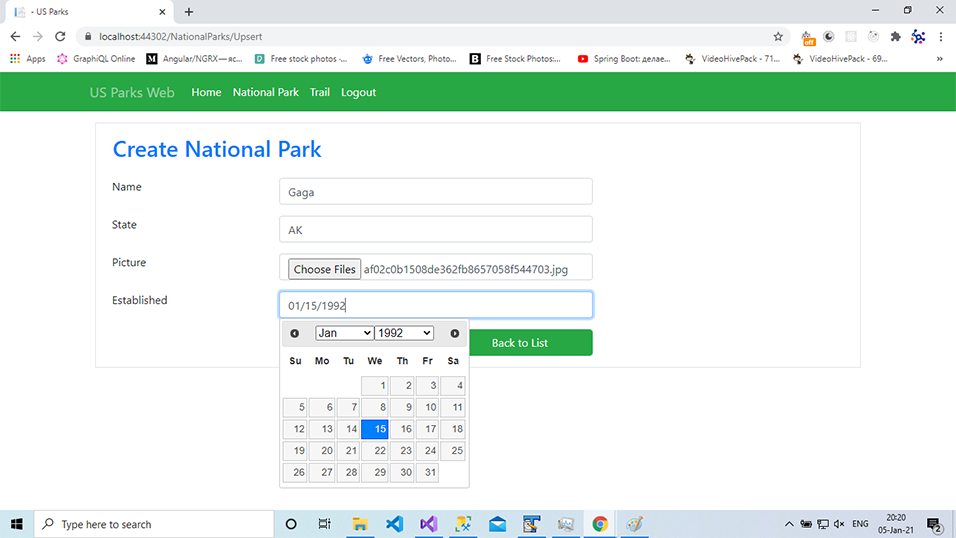 - US Parks
localhost:44302/NationalParks/Upsert
Apps GraphiQL Online Angular/NGRX—ас... Free stock photos -... Free Vectors, Photo... Free Stock Photos:... Spring Boot: делае... VideoHivePack - 71... VideoHivePack - 69...
off
US Parks Web Home National Park Trail Logout
Create National Park
Name Gaga
State AK
Picture Choose Files af02c0b1508de362fb8657058f544703.jpg
Established 01/15/1992
Jan 1992
Back to List
Su Mo Tu We Th Fr Sa
1 2 3 4
5 6 7 8 9 10 11
12 13 14 15 16 17 18
19 20 21 22 23 24 25
26 27 28 29 30 31
Type here to search
ENG
20:20
05-Jan-21
2